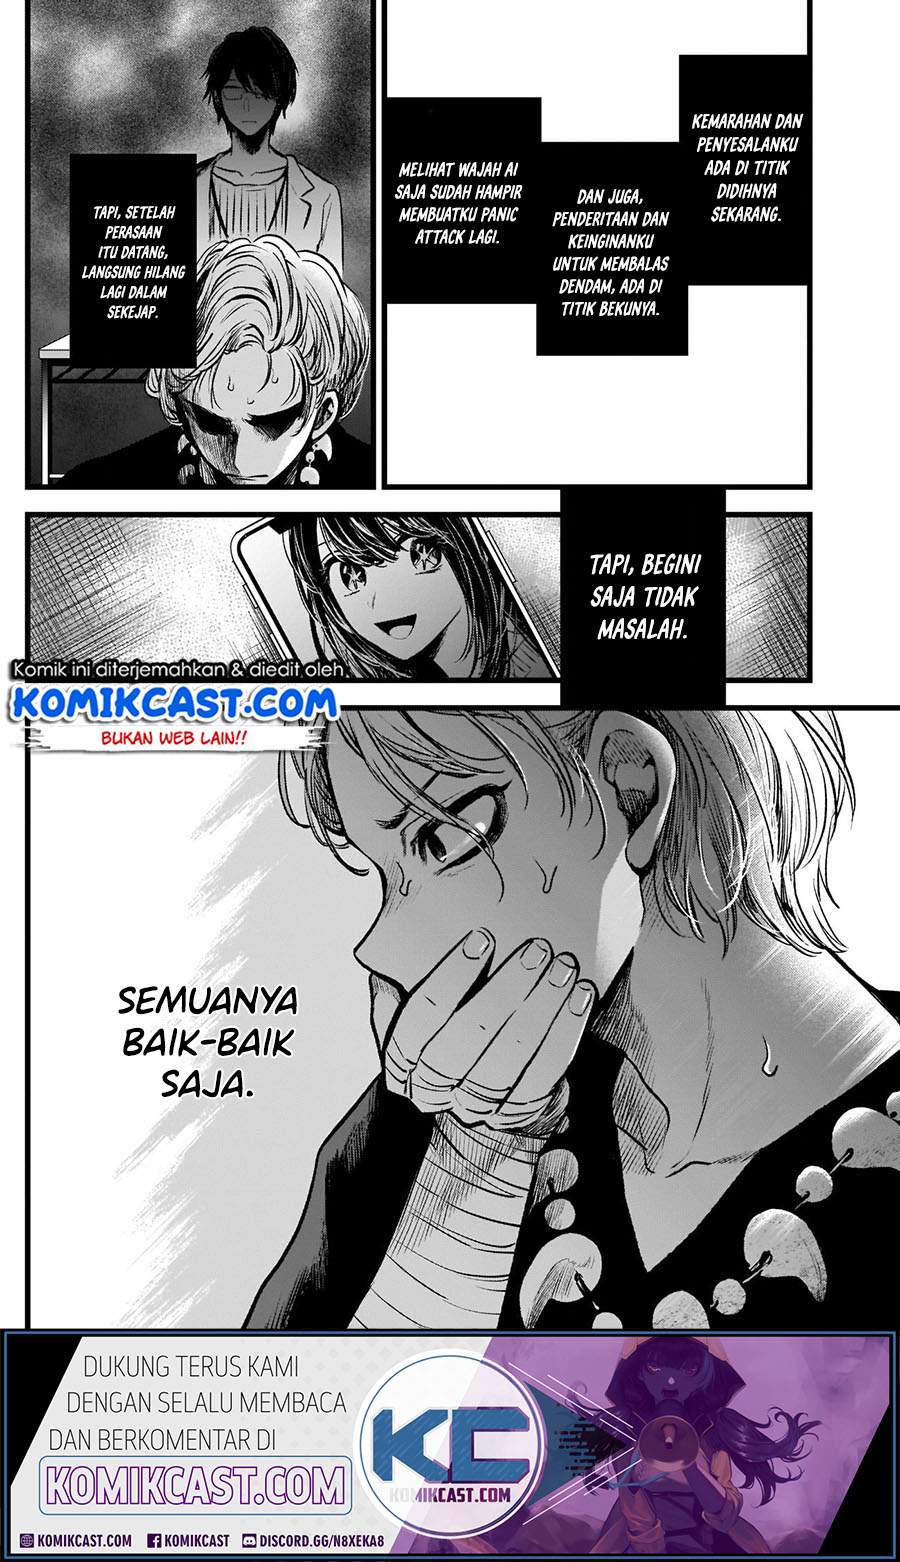 KEMARAHAN DAN
PENYESALANKU
ADA DI TITIK
DIDIHNYA
SEKARANG.
DAN JUGA,
PENDERITAAN DAN
KEINGINANKU
UNTUK MEMBALAS
DENDAM, ADA DI
TITIK BEKUNYA.
MELIHAT WAJAH AI
SAJA SUDAH HAMPIR
MEMBUATKU PANIC
ATTACK LAGI.
TAPI, SETELAH
PERASAAN
ITU DATANG,
LANGSUNG HILANG
LAGI DALAM
SEKEJAP.
TAPI, BEGINI
SAJA TIDAK
MASALAH.
Komik ini diterjemahkan & diedit oleh
KOMIKCAST.COM
BUKAN WEB LAIN!!
SEMUANYA
BAIK-BAIK
SAJA.
DUKUNG TERUS KAMI
DENGAN SELALU MEMBACA
DAN BERKOMENTAR DI
KOMIKCAST.COM
KC
KOMIKCAST.COM
KOMIKCAST.COM KOMIKCAST DISCORD.GG/N8XEKA8